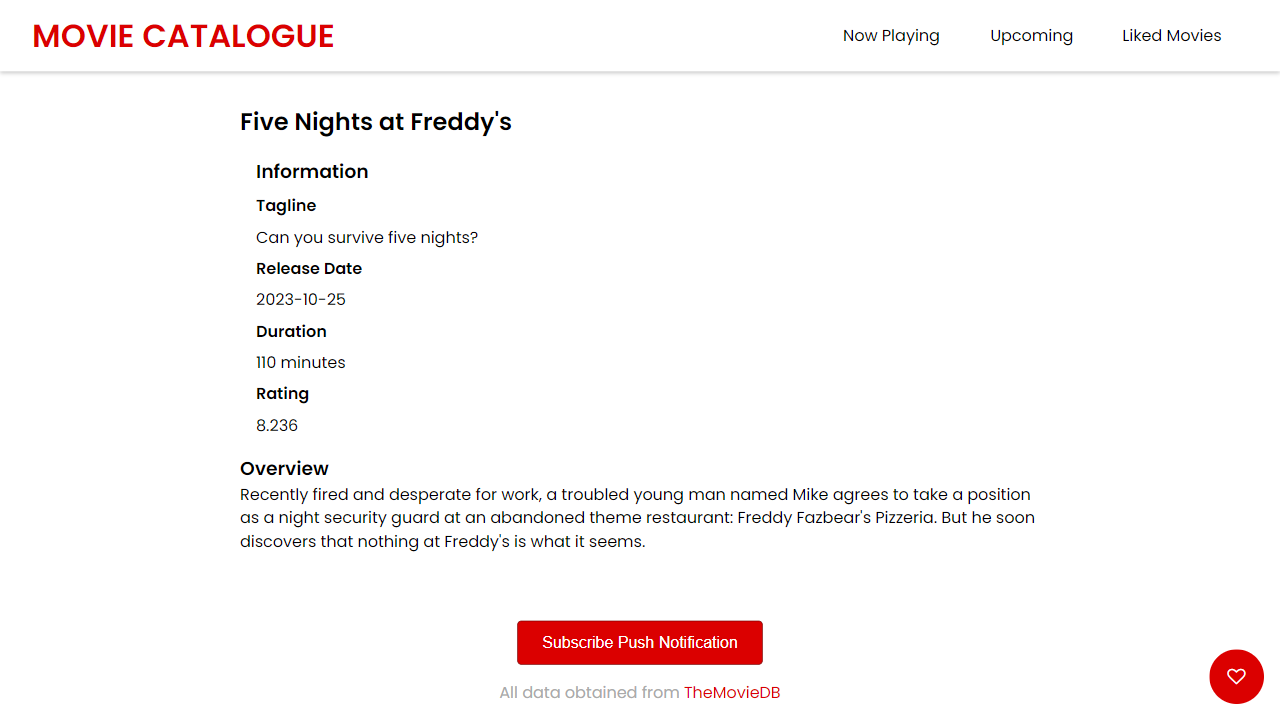 MOVIE CATALOGUE
Now Playing
Upcoming
Liked Movies
Five Nights at Freddy's
Information
Tagline
Can you survive five nights?
Release Date
2023-10-25
Duration
110 minutes
Rating
8.236
Overview
Recently fired and desperate for work, a troubled young man named Mike agrees to take a position
as a night security guard at an abandoned theme restaurant: Freddy Fazbear's Pizzeria. But he soon
discovers that nothing at Freddy's is what it seems.
Subscribe Push Notification
All data obtained from TheMovieDB